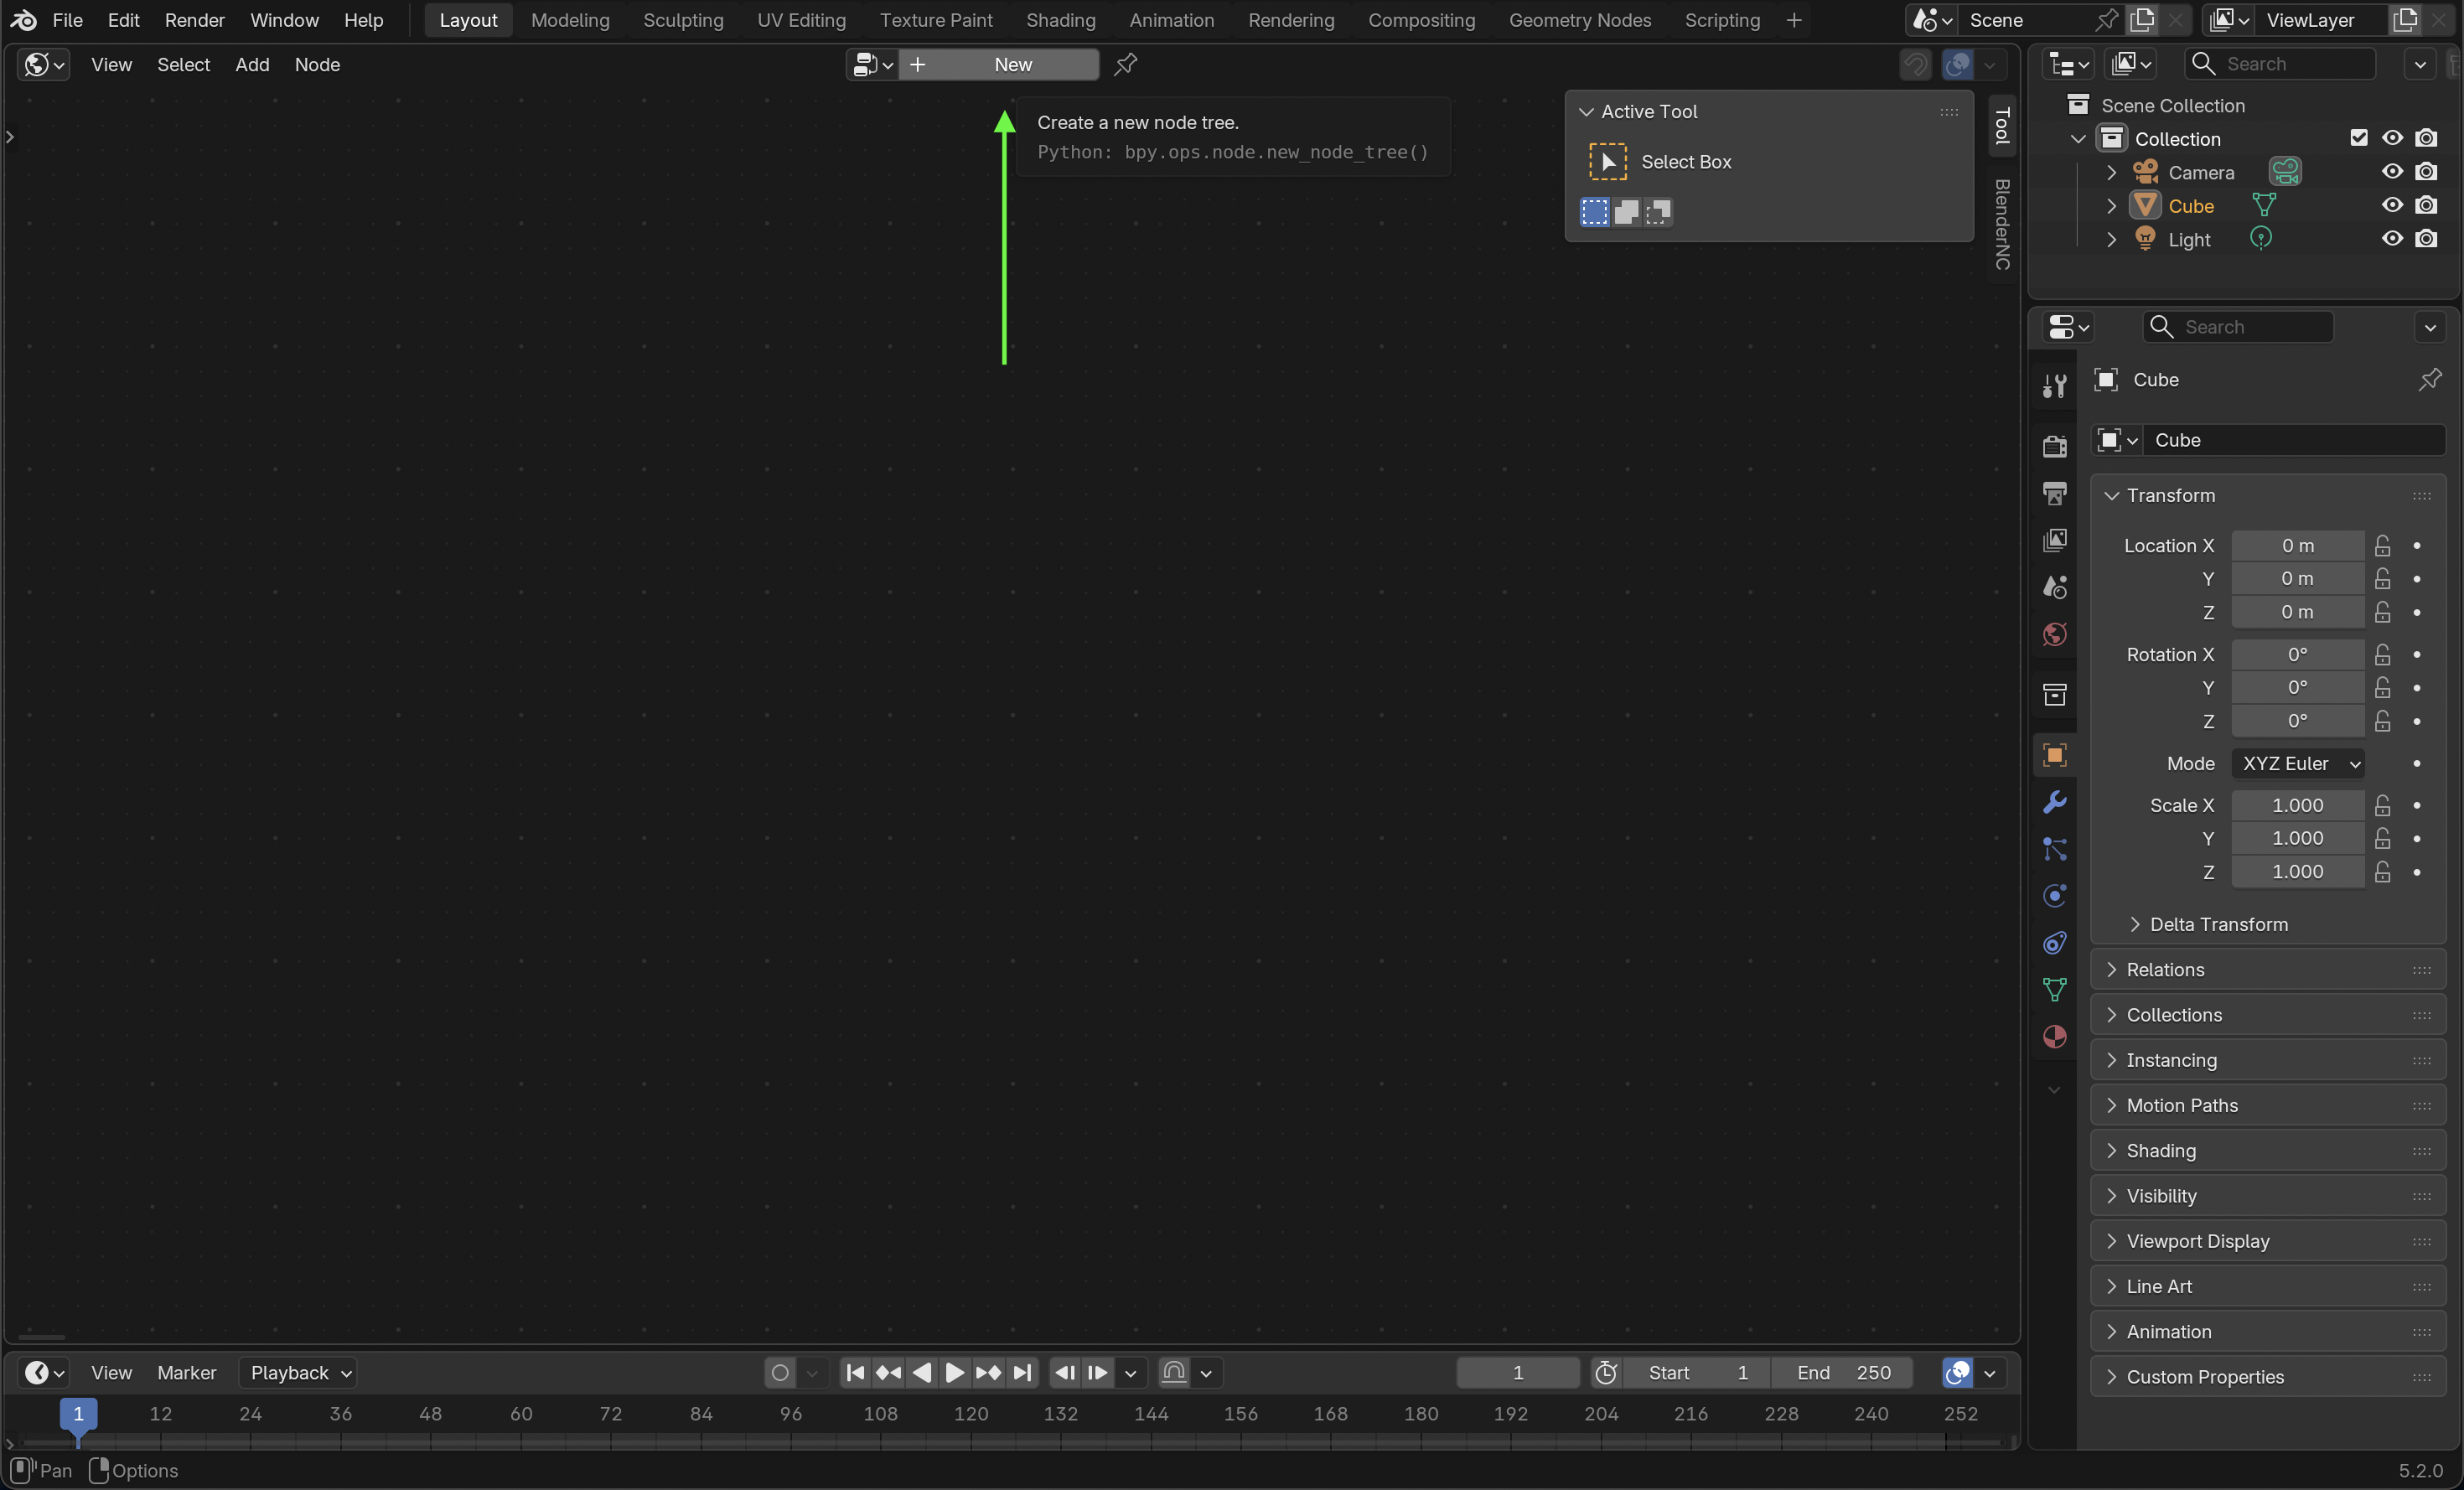 File Edit Render Window Help Layout Modeling Sculpting UV Editing Texture Paint Shading Animation Rendering Compositing Geometry Nodes Scripting + Scene ViewLayer
View Select Add Node + New
Search
Create a new node tree.
Python: bpy.ops.node.new_node_tree()
Active Tool
Select Box
Tool
BlenderNC
Scene Collection
Collection
Camera
Cube
Light
Search
Cube
Cube
Transform
Location X 0 m
Y 0 m
Z 0 m
Rotation X 0°
Y 0°
Z 0°
Mode XYZ Euler
Scale X 1.000
Y 1.000
Z 1.000
Delta Transform
Relations
Collections
Instancing
Motion Paths
Shading
Visibility
Viewport Display
Line Art
Animation
Custom Properties
View Marker Playback 1 Start 1 End 250
1 12 24 36 48 60 72 84 96 108 120 132 144 156 168 180 192 204 216 228 240 252
Pan Options 5.2.0